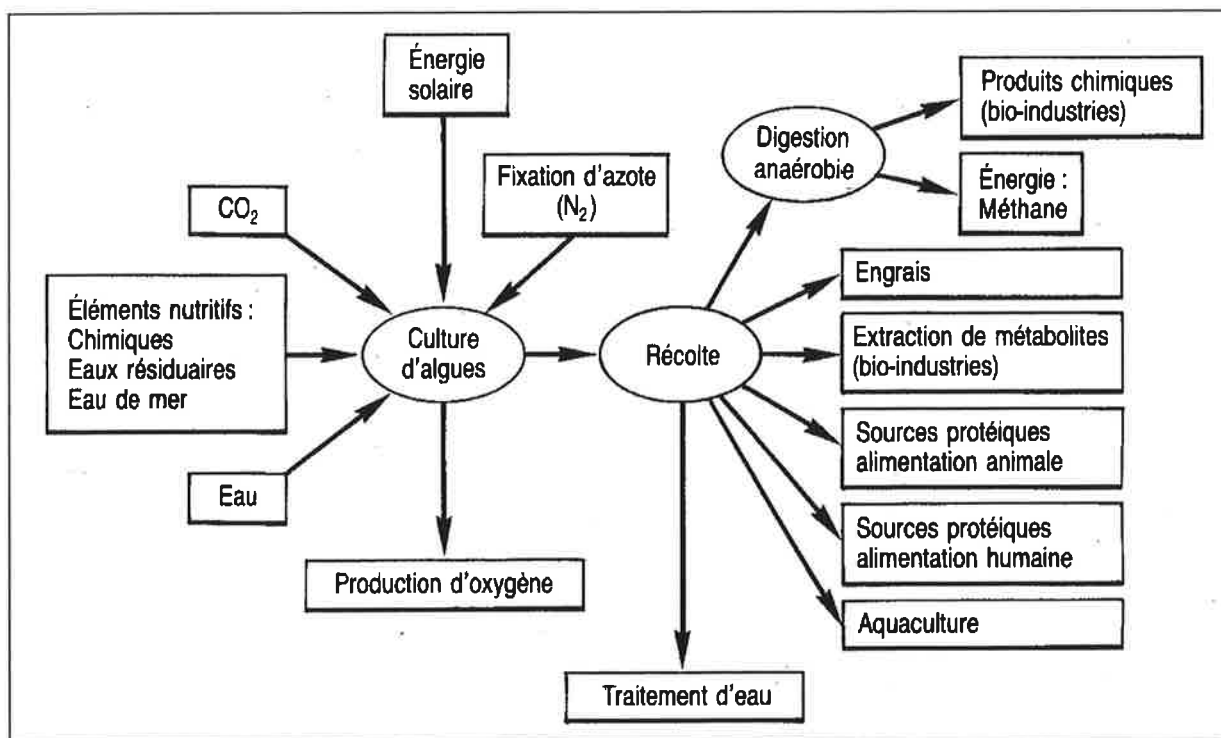 Énergie
solaire
Fixation d'azote
(N₂)
CO₂
Éléments nutritifs :
Chimiques
Eaux résiduaires
Eau de mer
Eau
Culture
d'algues
Production d'oxygène
Récolte
Digestion
anaérobie
Produits chimiques
(bio-industries)
Énergie :
Méthane
Engrais
Extraction de métabolites
(bio-industries)
Sources protéiques
alimentation animale
Sources protéiques
alimentation humaine
Aquaculture
Traitement d'eau